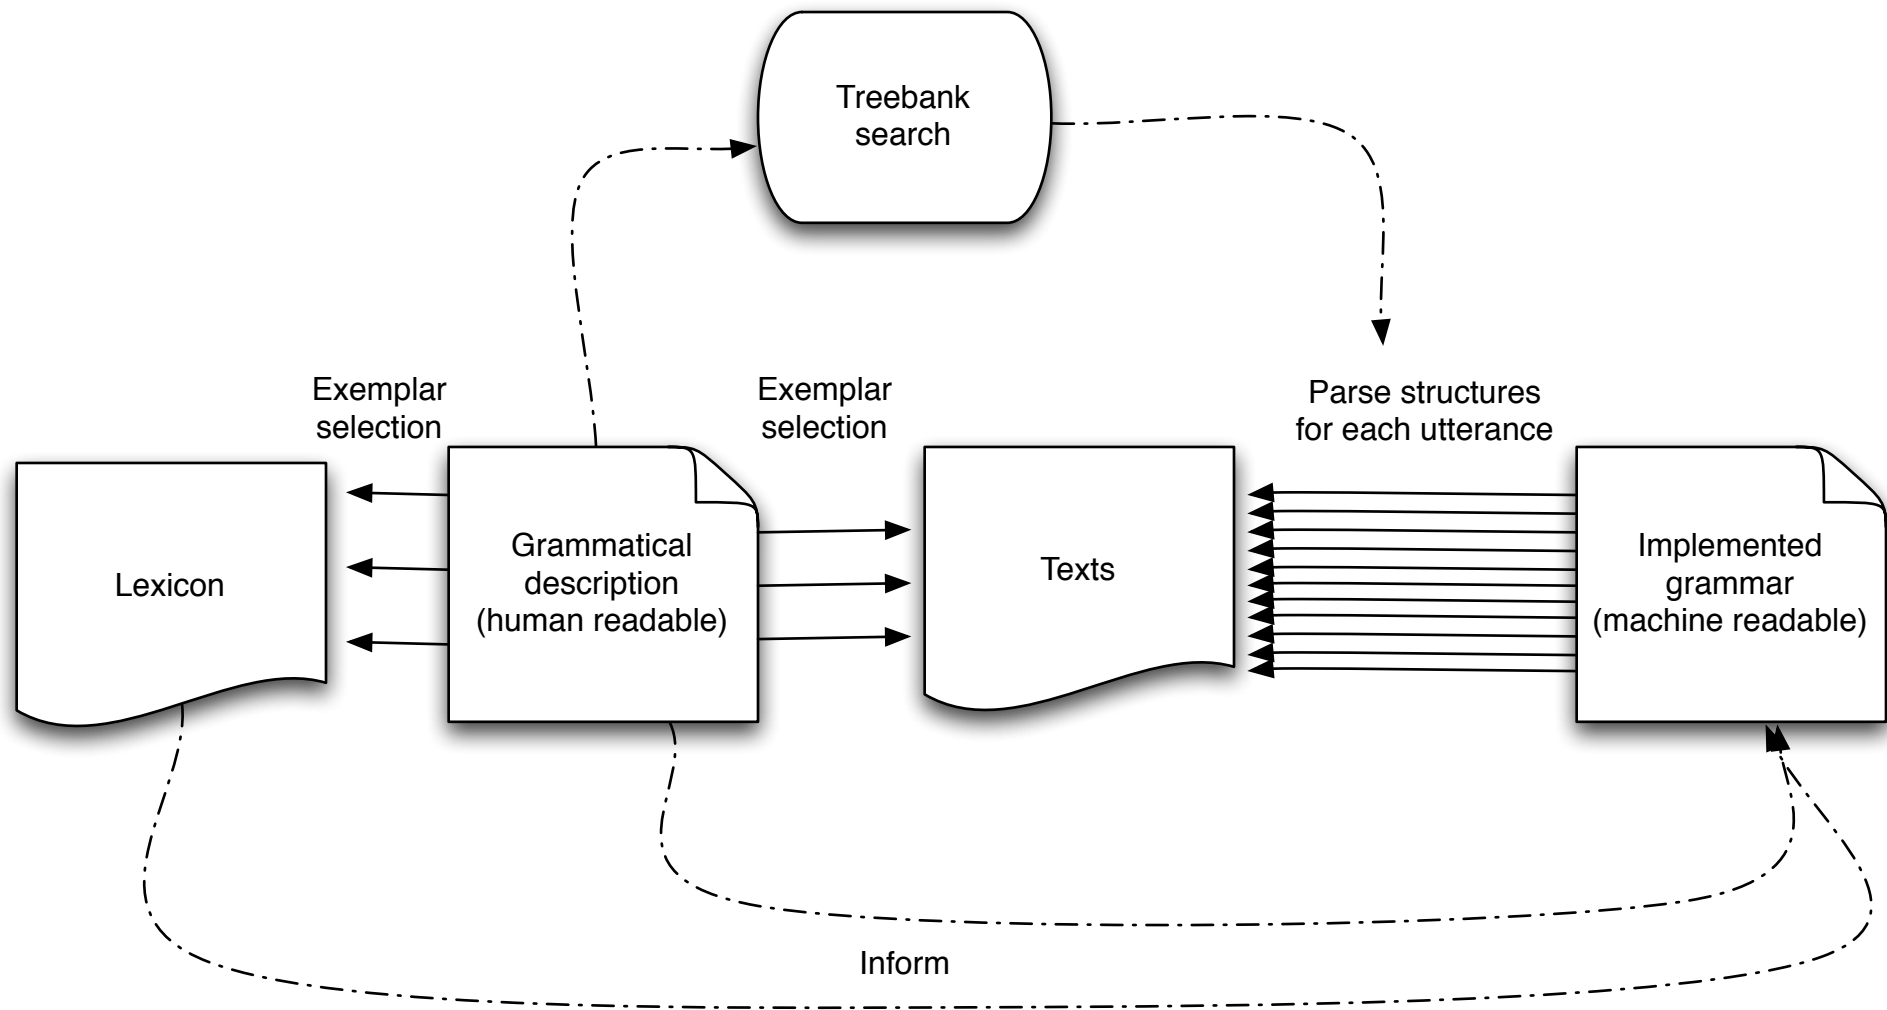 Treebank
search
Exemplar
selection
Exemplar
selection
Parse structures
for each utterance
Lexicon
Grammatical
description
(human readable)
Texts
Implemented
grammar
(machine readable)
Inform